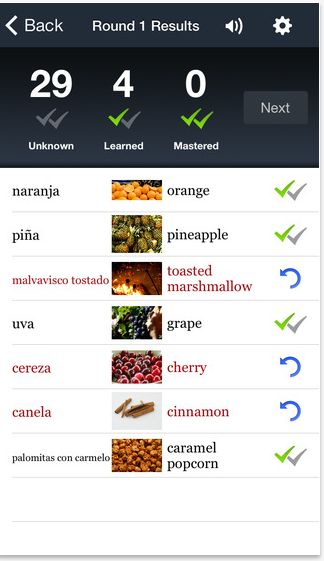 Back Round 1 Results
29 4 0
Unknown Learned Mastered
Next
naranja orange
piña pineapple
malvavisco tostado toasted
marshmallow
uva grape
cereza cherry
canela cinnamon
palomitas con carmelo caramel
popcorn